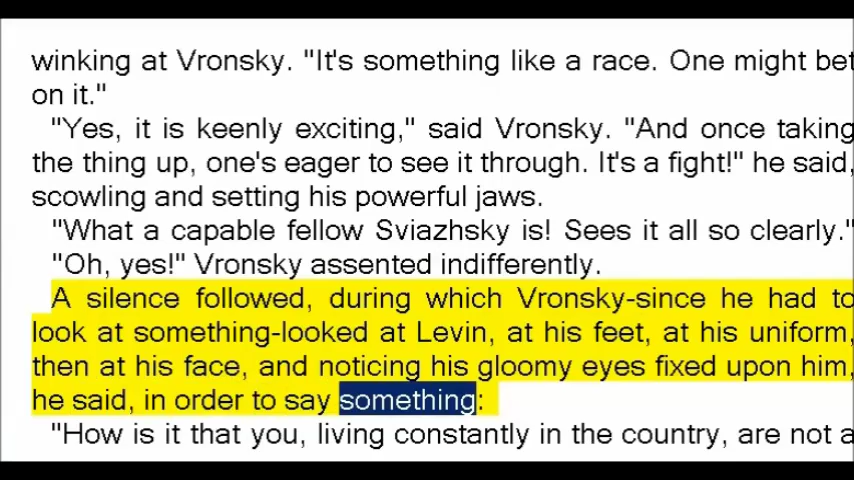 winking at Vronsky. "It's something like a race. One might bet
on it."
"Yes, it is keenly exciting," said Vronsky. "And once taking
the thing up, one's eager to see it through. It's a fight!" he said,
scowling and setting his powerful jaws.
"What a capable fellow Sviazhsky is! Sees it all so clearly."
"Oh, yes!" Vronsky assented indifferently.
A silence followed, during which Vronsky-since he had to
look at something-looked at Levin, at his feet, at his uniform,
then at his face, and noticing his gloomy eyes fixed upon him,
he said, in order to say something:
"How is it that you, living constantly in the country, are not a